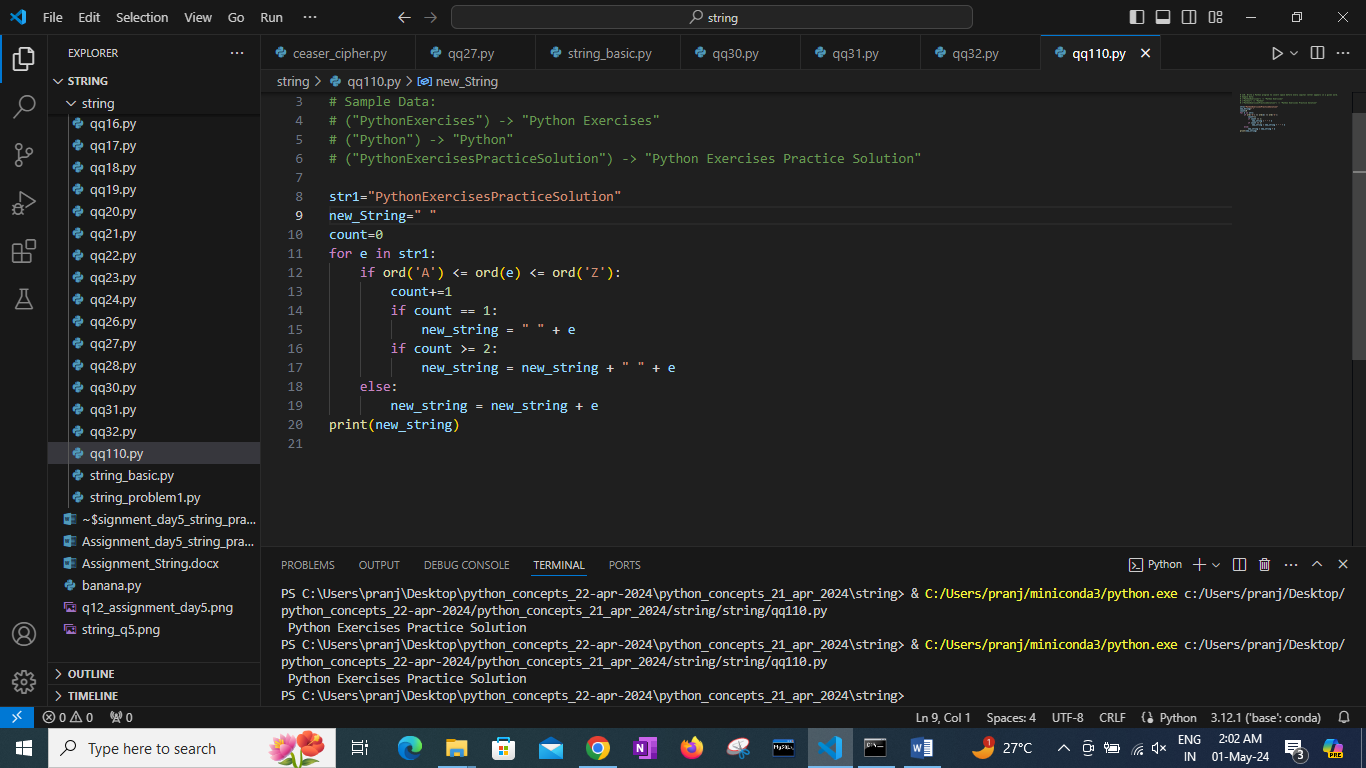 File Edit Selection View Go Run ··· string
EXPLORER ···
STRING
string
qq16.py
qq17.py
qq18.py
qq19.py
qq20.py
qq21.py
qq22.py
qq23.py
qq24.py
qq26.py
qq27.py
qq28.py
qq30.py
qq31.py
qq32.py
qq110.py
string_basic.py
string_problem1.py
~$signment_day5_string_pra...
Assignment_day5_string_pra...
Assignment_String.docx
banana.py
q12_assignment_day5.png
string_q5.png
OUTLINE
TIMELINE
ceaser_cipher.py qq27.py string_basic.py qq30.py qq31.py qq32.py qq110.py
string > qq110.py > new_String
3 # Sample Data:
4 # ("PythonExercises") -> "Python Exercises"
5 # ("Python") -> "Python"
6 # ("PythonExercisesPracticeSolution") -> "Python Exercises Practice Solution"
7
8 str1="PythonExercisesPracticeSolution"
9 new_String=" "
10 count=0
11 for e in str1:
12     if ord('A') <= ord(e) <= ord('Z'):
13         count+=1
14         if count == 1:
15             new_string = " " + e
16         if count >= 2:
17             new_string = new_string + " " + e
18     else:
19         new_string = new_string + e
20 print(new_string)
21
PROBLEMS OUTPUT DEBUG CONSOLE TERMINAL PORTS Python
PS C:\Users\pranj\Desktop\python_concepts_22-apr-2024\python_concepts_21_apr_2024\string> & C:/Users/pranj/miniconda3/python.exe c:/Users/pranj/Desktop/
python_concepts_22-apr-2024/python_concepts_21_apr_2024/string/string/qq110.py
 Python Exercises Practice Solution
PS C:\Users\pranj\Desktop\python_concepts_22-apr-2024\python_concepts_21_apr_2024\string> & C:/Users/pranj/miniconda3/python.exe c:/Users/pranj/Desktop/
python_concepts_22-apr-2024/python_concepts_21_apr_2024/string/string/qq110.py
 Python Exercises Practice Solution
PS C:\Users\pranj\Desktop\python_concepts_22-apr-2024\python_concepts_21_apr_2024\string>
0 0 0 Ln 9, Col 1 Spaces: 4 UTF-8 CRLF Python 3.12.1 ('base': conda)
Type here to search 1 27°C ENG IN 2:02 AM 01-May-24 3 PRE